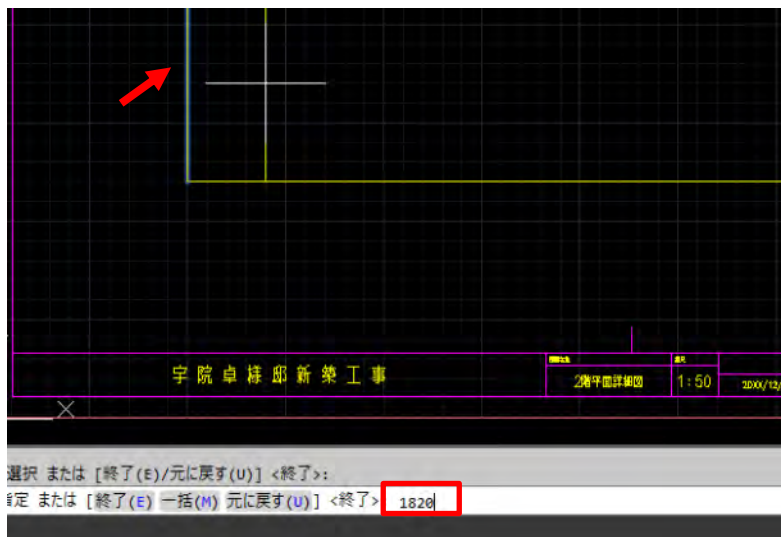 宇院卓様邸新築工事
2階平面詳細図
1:50
20XX/12/
選択 または [終了(E)/元に戻す(U)] <終了>:
指定 または [終了(E) 一括(M) 元に戻す(U)] <終了> 1820